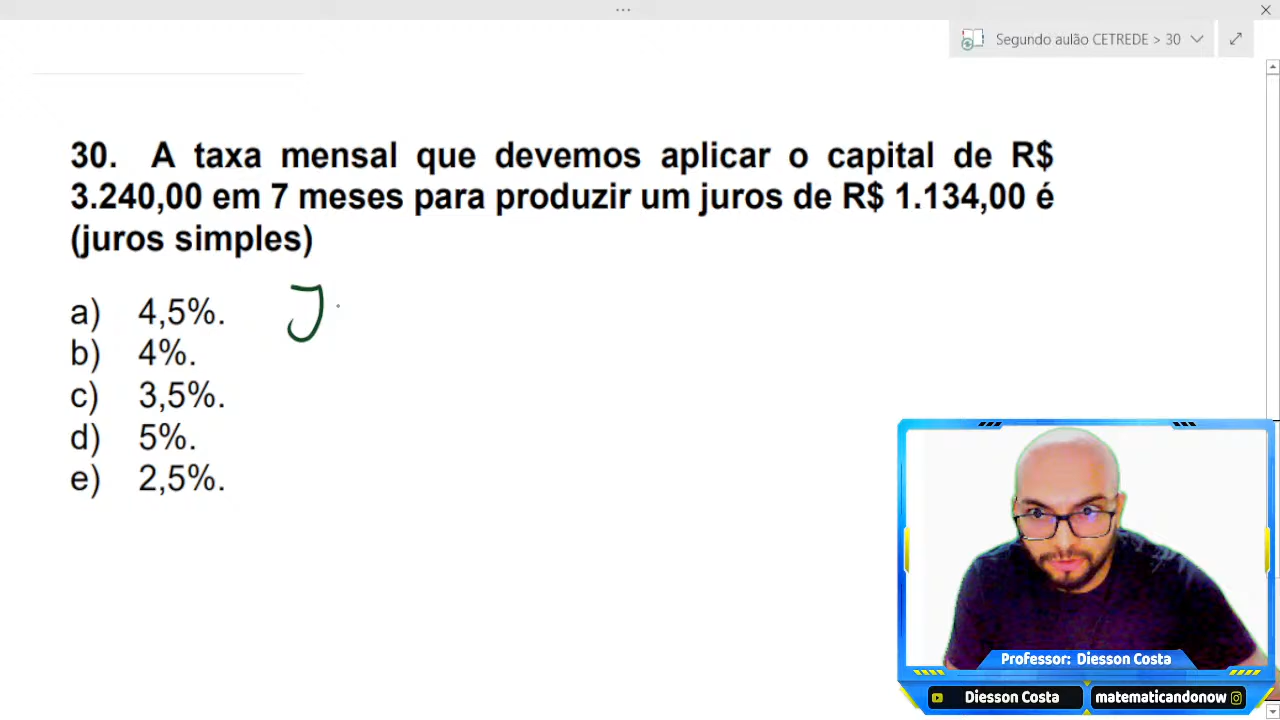 Segundo aulão CETREDE > 30
30. A taxa mensal que devemos aplicar o capital de R$
3.240,00 em 7 meses para produzir um juros de R$ 1.134,00 é
(juros simples)
a) 4,5%.
J
b) 4%.
c) 3,5%.
d) 5%.
e) 2,5%.
Professor: Diesson Costa
Diesson Costa
matematicandonow